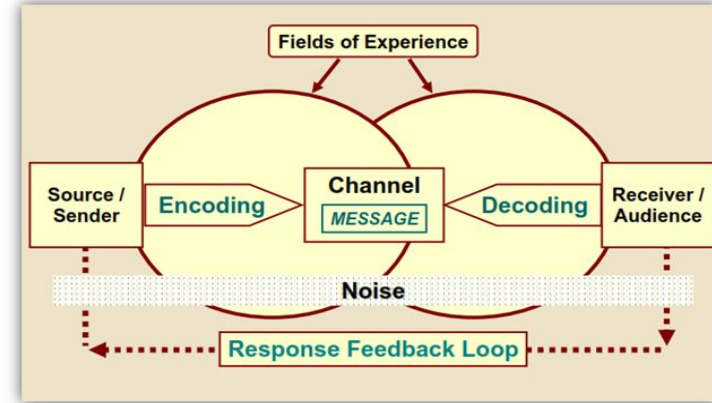 Fields of Experience
Source /
Sender
Encoding
Channel
MESSAGE
Decoding
Receiver /
Audience
Noise
Response Feedback Loop